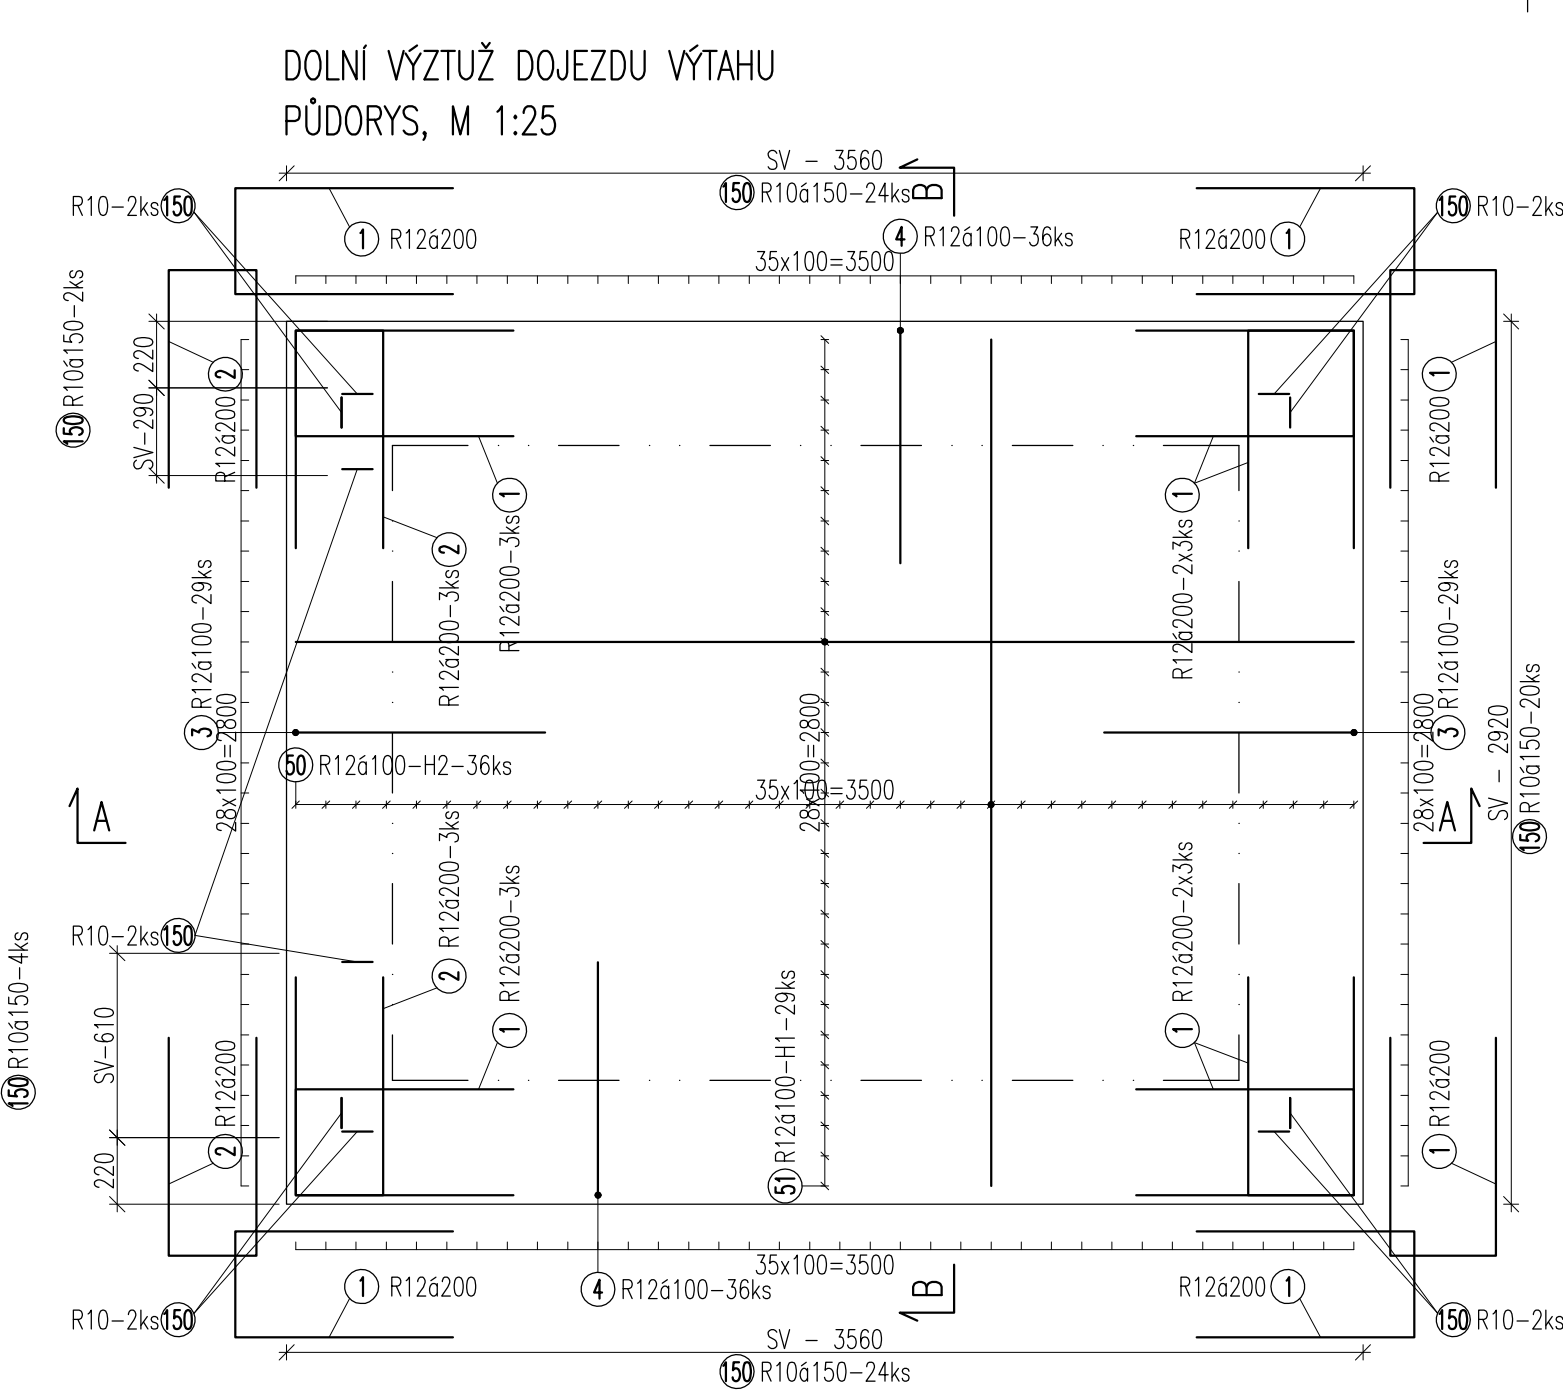 DOLNÍ VÝZTUŽ DOJEZDU VÝTAHU
PŮDORYS, M 1:25
SV - 3560
150 R10á150-24ks
B
R10-2ks 150
1 R12á200
4 R12á100-36ks
R12á200 1
150 R10-2ks
35x100=3500
150 R10á150-2ks
220
SV-290
2 R12á200
1 R12á200
1 R12á200-3ks
2 R12á200-3ks
1 R12á200-2x3ks
3 R12á100-29ks
28x100=2800
50 R12á100-H2-36ks
35x100=3500
28x100=2800
3 R12á100-29ks
28x100=2800
SV - 2920
150 R10á150-20ks
A
A
R10-2ks 150
2 R12á200-3ks
1 R12á200-3ks
1 R12á200-2x3ks
150 R10á150-4ks
SV-610
220
2 R12á200
51 R12á100-H1-29ks
1 R12á200
35x100=3500
R10-2ks 150
1 R12á200
4 R12á100-36ks
B
R12á200 1
150 R10-2ks
SV - 3560
150 R10á150-24ks